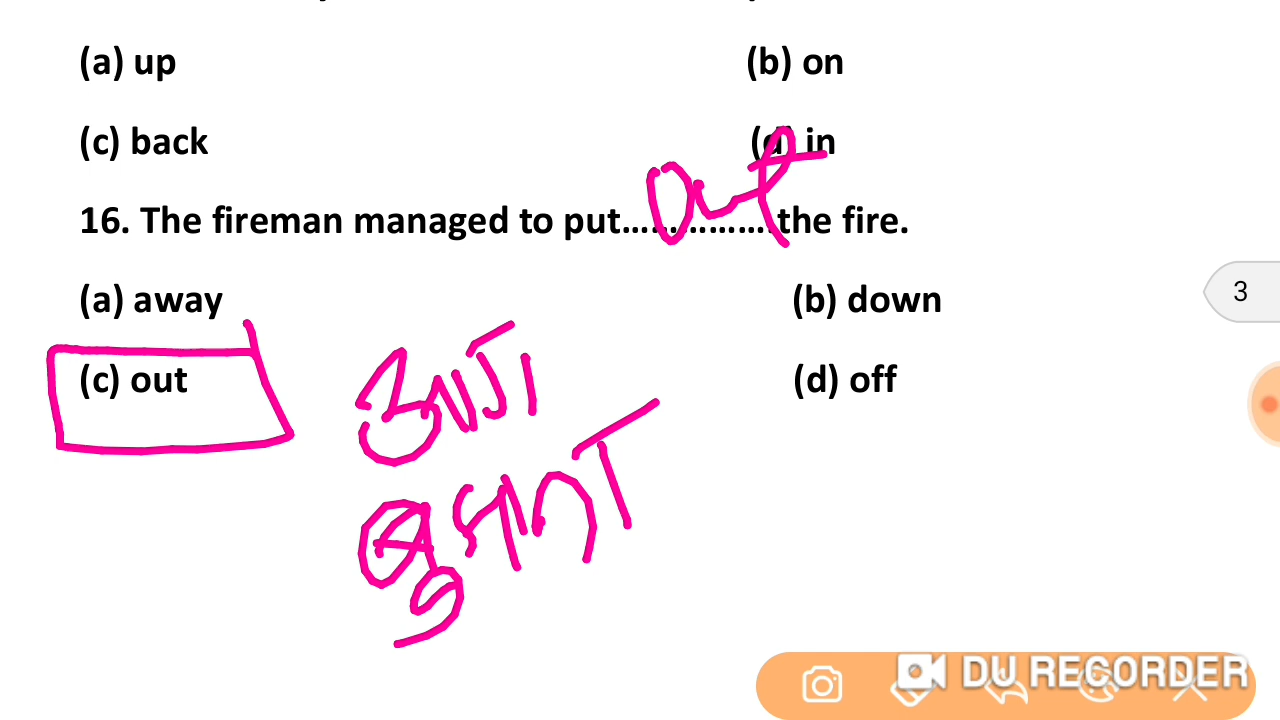 (a) up (b) on
(c) back (d) in
out
16. The fireman managed to put................the fire.
(a) away (b) down
3
(c) out (d) off
आग
बुझाना
DU RECORDER